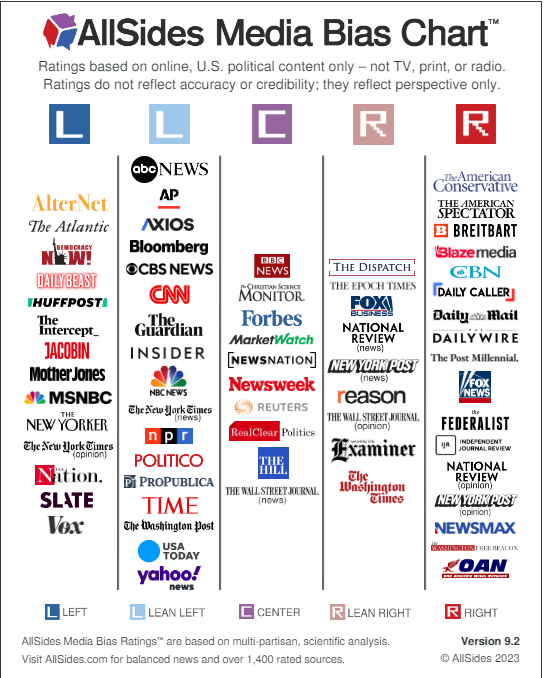 AllSides Media Bias Chart™
Ratings based on online, U.S. political content only – not TV, print, or radio.
Ratings do not reflect accuracy or credibility; they reflect perspective only.
L
L
C
R
R
AlterNet
The Atlantic
DEMOCRACY
NOW!
DAILY BEAST
HUFFPOST
The
Intercept_
JACOBIN
Mother Jones
MSNBC
THE
NEW YORKER
The New York Times
(opinion)
THE
Nation.
SLATE
Vox
abc NEWS
AP
AXIOS
Bloomberg
CBS NEWS
CNN
The
Guardian
INSIDER
NBC NEWS
The New York Times
(news)
npr
POLITICO
PROPUBLICA
TIME
The Washington Post
USA
TODAY
yahoo!
news
BBC
NEWS
THE CHRISTIAN SCIENCE
MONITOR
Forbes
MarketWatch
NEWSNATION
Newsweek
REUTERS
RealClear Politics
THE
HILL
THE WALL STREET JOURNAL
(news)
THE DISPATCH
THE EPOCH TIMES
FOX
BUSINESS
NATIONAL
REVIEW
(news)
NEW YORK POST
(news)
reason
THE WALL STREET JOURNAL
(opinion)
WASHINGTON
Examiner
The
Washington
Times
The American
Conservative
THE AMERICAN
SPECTATOR
B BREITBART
Blaze media
CBN
DAILY CALLER
Daily Mail
DAILYWIRE
The Post Millennial.
FOX
NEWS
the
FEDERALIST
IJR. INDEPENDENT
JOURNAL REVIEW
NATIONAL
REVIEW
(opinion)
NEW YORK POST
(opinion)
NEWSMAX
WASHINGTON FREE BEACON
OAN
One America News Network
L LEFT
L LEAN LEFT
C CENTER
R LEAN RIGHT
R RIGHT
AllSides Media Bias Ratings™ are based on multi-partisan, scientific analysis.
Visit AllSides.com for balanced news and over 1,400 rated sources.
Version 9.2
© AllSides 2023